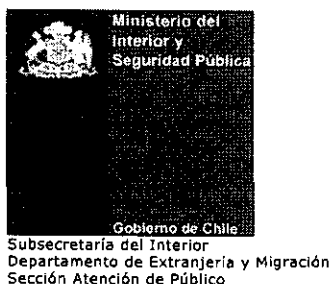 Ministerio del
Interior y
Seguridad Pública
Gobierno de Chile
Subsecretaría del Interior
Departamento de Extranjería y Migración
Sección Atención de Público